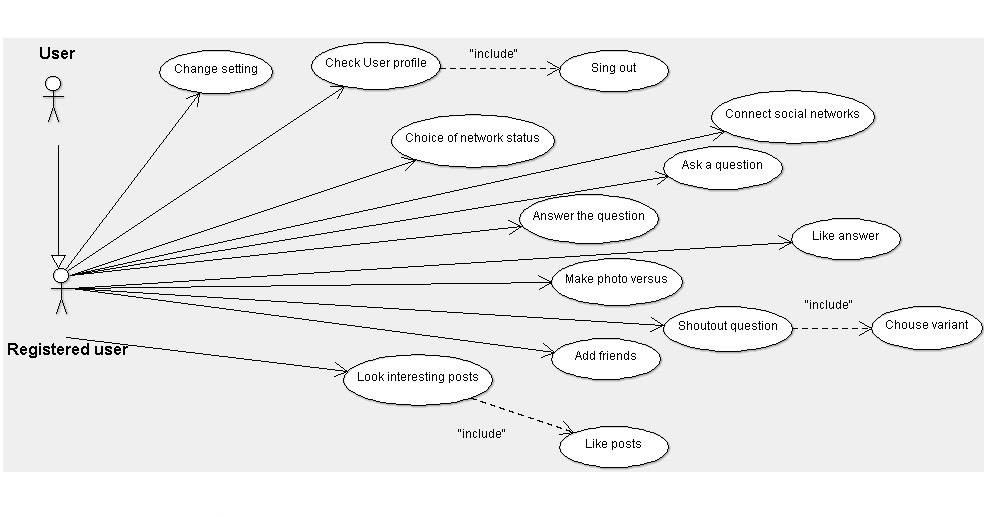 User
Change setting
Check User profile
"include"
Sing out
Connect social networks
Choice of network status
Ask a question
Answer the question
Like answer
Make photo versus
"include"
Shoutout question
Chouse variant
Registered user
Add friends
Look interesting posts
"include"
Like posts